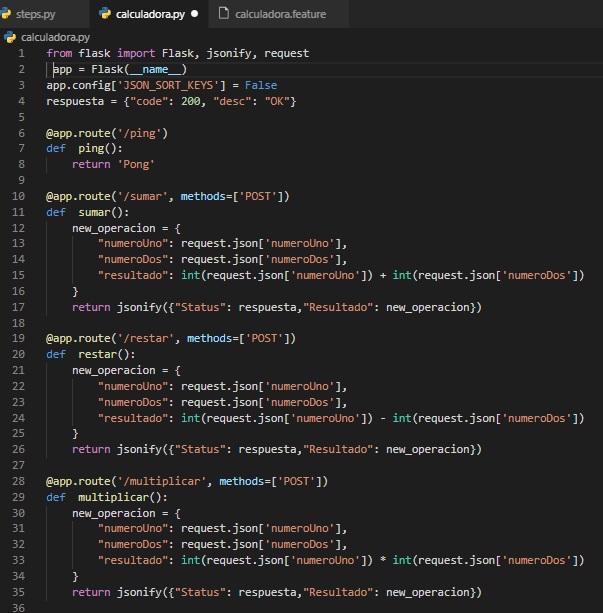 steps.py calculadora.py calculadora.feature
calculadora.py
1 from flask import Flask, jsonify, request
2  app = Flask(__name__)
3 app.config['JSON_SORT_KEYS'] = False
4 respuesta = {"code": 200, "desc": "OK"}
5
6 @app.route('/ping')
7 def  ping():
8     return 'Pong'
9
10 @app.route('/sumar', methods=['POST'])
11 def  sumar():
12     new_operacion = {
13         "numeroUno": request.json['numeroUno'],
14         "numeroDos": request.json['numeroDos'],
15         "resultado": int(request.json['numeroUno']) + int(request.json['numeroDos'])
16     }
17     return jsonify({"Status": respuesta,"Resultado": new_operacion})
18
19 @app.route('/restar', methods=['POST'])
20 def  restar():
21     new_operacion = {
22         "numeroUno": request.json['numeroUno'],
23         "numeroDos": request.json['numeroDos'],
24         "resultado": int(request.json['numeroUno']) - int(request.json['numeroDos'])
25     }
26     return jsonify({"Status": respuesta,"Resultado": new_operacion})
27
28 @app.route('/multiplicar', methods=['POST'])
29 def  multiplicar():
30     new_operacion = {
31         "numeroUno": request.json['numeroUno'],
32         "numeroDos": request.json['numeroDos'],
33         "resultado": int(request.json['numeroUno']) * int(request.json['numeroDos'])
34     }
35     return jsonify({"Status": respuesta,"Resultado": new_operacion})
36